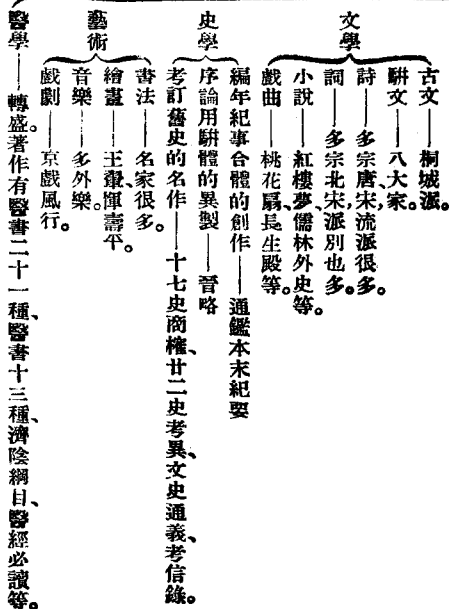 文學
古文——桐城派。
駢文——八大家。
詩——多宗唐宋、流派很多。
詞——多宗北宋派別也多。
小說——紅樓夢、儒林外史等。
戲曲——桃花扇、長生殿等。
史學
編年紀事合體的創作——通鑑本末紀要
序論用駢體的異製——晉略
考訂舊史的名作——十七史商榷、廿二史考異、文史通義、考信錄。
藝術
書法——名家很多。
繪畫——王翬惲壽平。
音樂——多外樂。
戲劇——京戲風行。
醫學——轉盛。著作有醫書二十一種、醫書十三種、濟陰綱目、醫經必讀等。